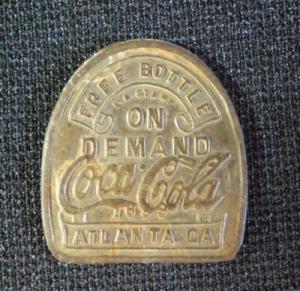 FREE BOTTLE
ON
DEMAND
Coca-Cola
ATLANTA GA